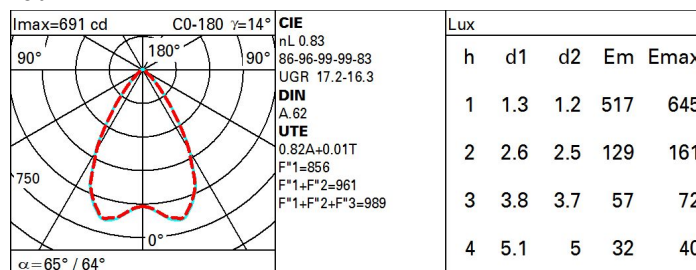 Imax=691 cd C0-180 γ=14°
90° 180° 90°
750
0°
α=65° / 64°
CIE
nL 0.83
86-96-99-99-83
UGR 17.2-16.3
DIN
A.62
UTE
0.82A+0.01T
F"1=856
F"1+F"2=961
F"1+F"2+F"3=989
Lux
h d1 d2 Em Emax
1 1.3 1.2 517 645
2 2.6 2.5 129 161
3 3.8 3.7 57 72
4 5.1 5 32 40